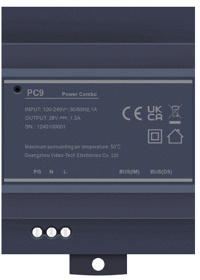 PC9 Power Combo
INPUT: 100-240V~,50/60Hz,1A
OUTPUT: 28V ⎓, 1.5A
SN: 1240100001
CE UK CA
Maximum surrounding air temperature: 50°C
Guangzhou Video-Tech Electronics Co. Ltd
PG N L BUS(IM) BUS(DS)